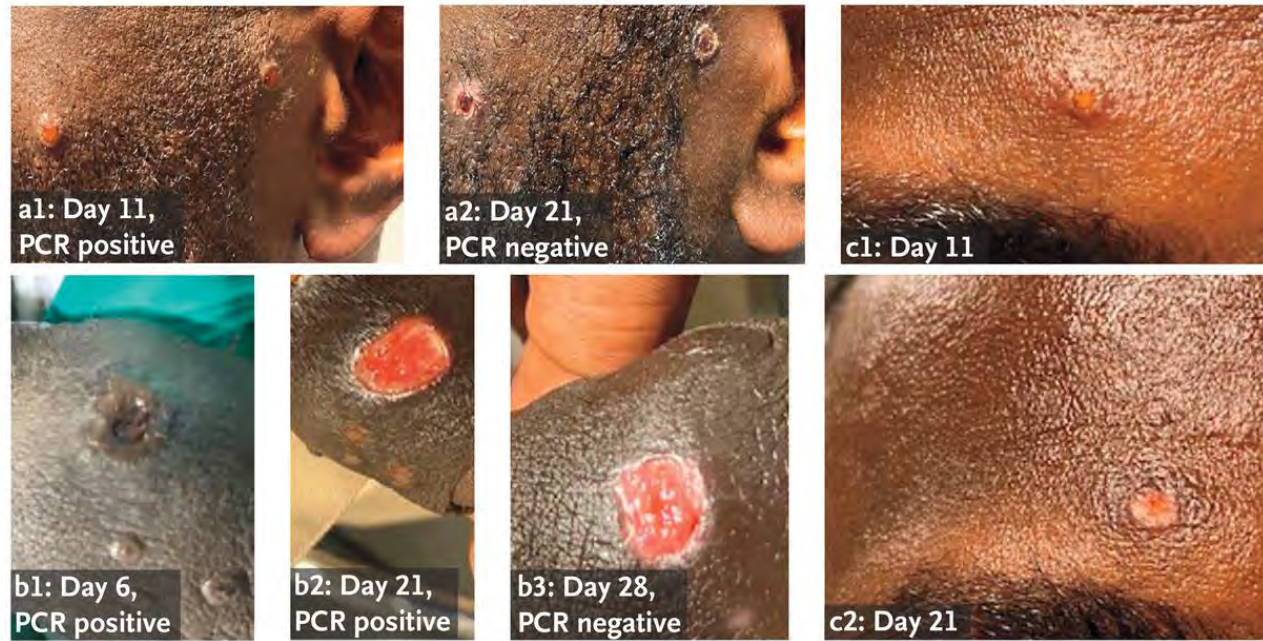 a1: Day 11,
PCR positive
a2: Day 21,
PCR negative
c1: Day 11
b1: Day 6,
PCR positive
b2: Day 21,
PCR positive
b3: Day 28,
PCR negative
c2: Day 21